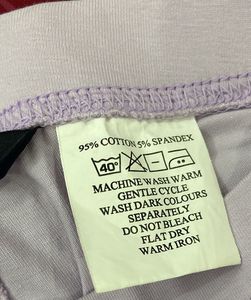 95% COTTON 5% SPANDEX
40°
MACHINE WASH WARM
GENTLE CYCLE
WASH DARK COLOURS
SEPARATELY
DO NOT BLEACH
FLAT DRY
WARM IRON